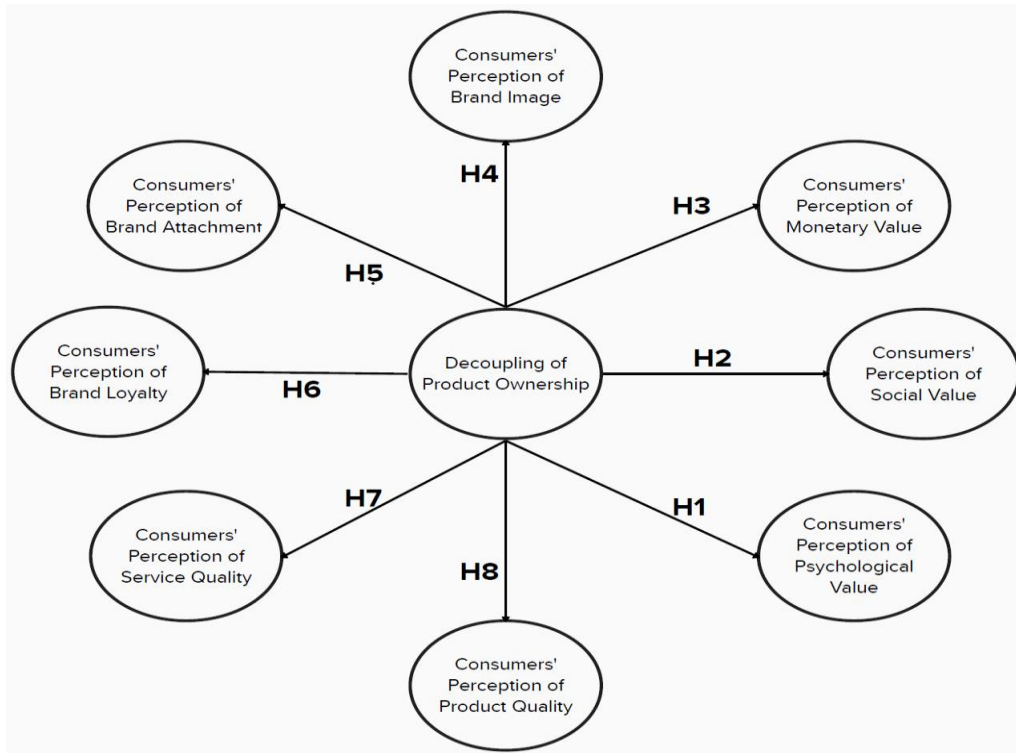 Consumers'
Perception of
Brand Image
H4
Consumers'
Perception of
Brand Attachment
H5
Consumers'
Perception of
Monetary Value
H3
Consumers'
Perception of
Brand Loyalty
H6
Decoupling of
Product Ownership
H2
Consumers'
Perception of
Social Value
H7
Consumers'
Perception of
Service Quality
H8
H1
Consumers'
Perception of
Psychological
Value
Consumers'
Perception of
Product Quality